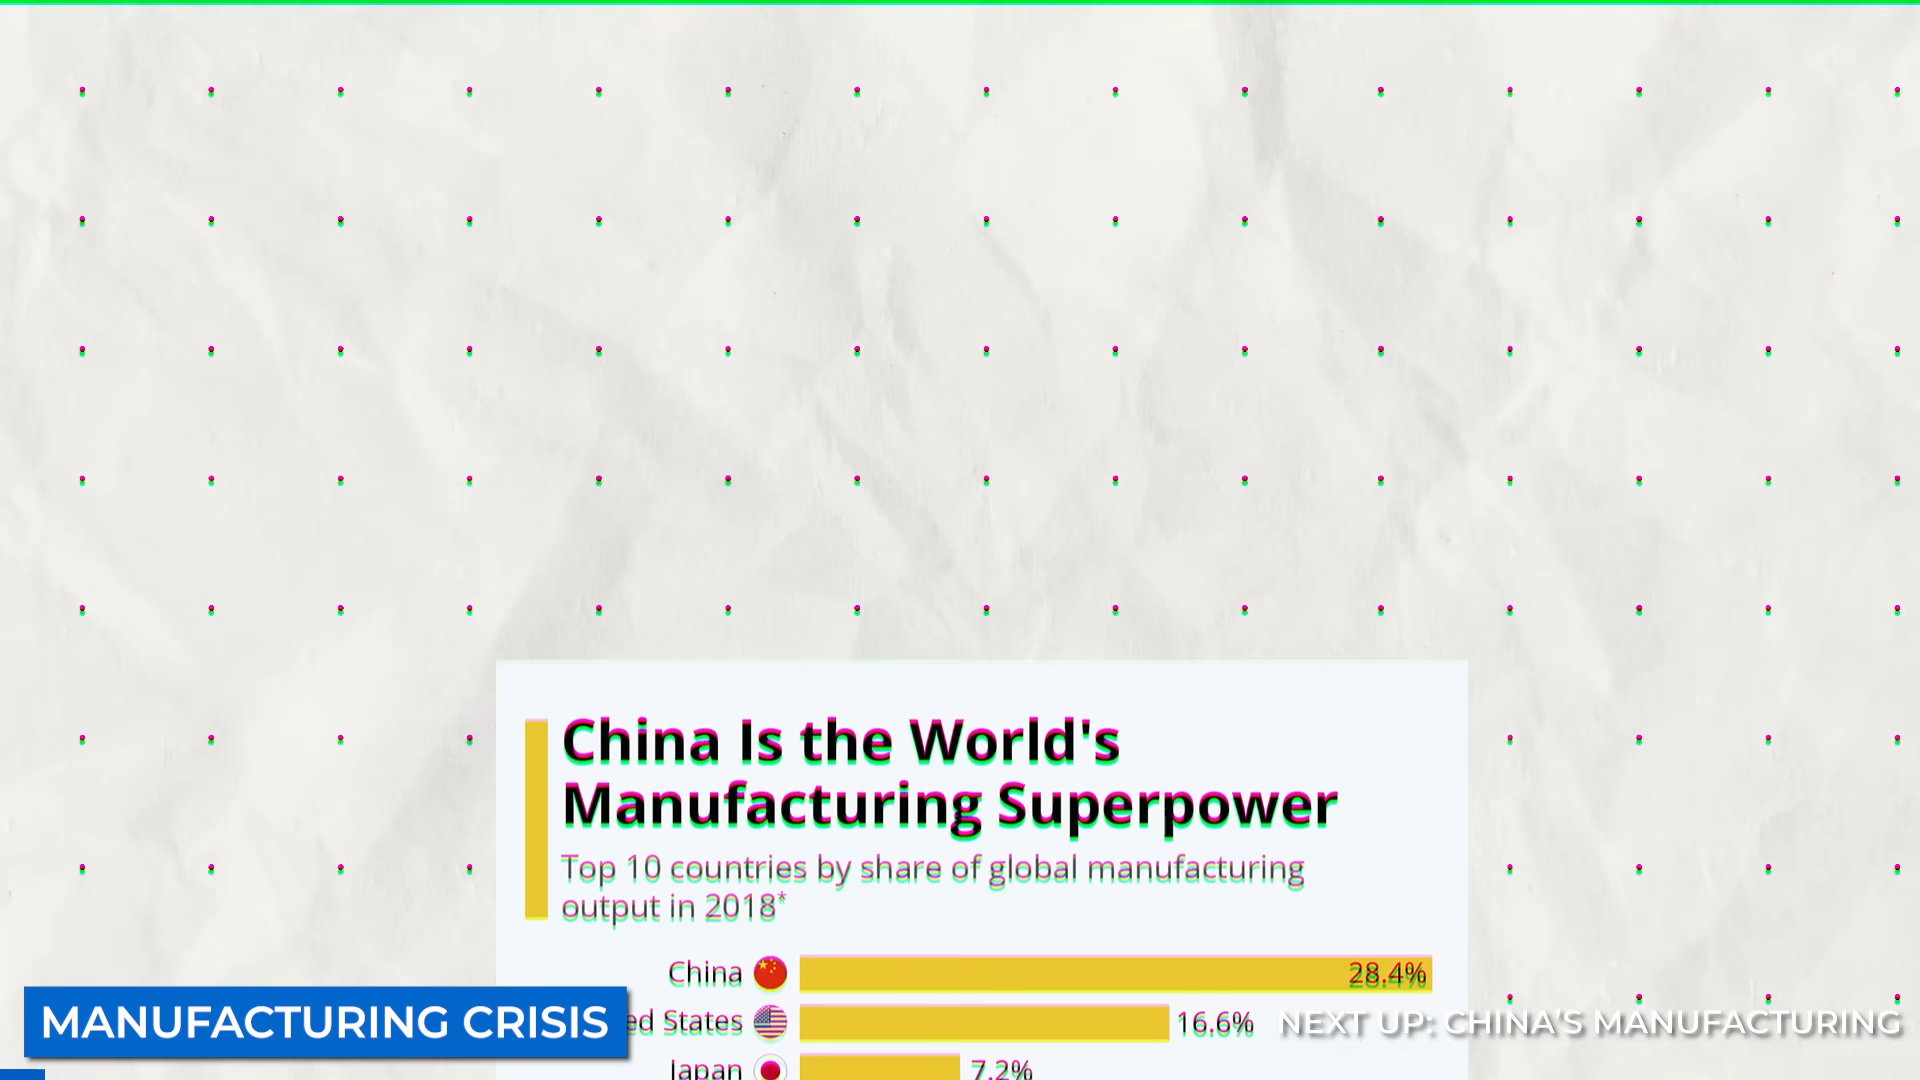 China Is the World's
Manufacturing Superpower
Top 10 countries by share of global manufacturing
output in 2018*
China 28.4%
ed States 16.6%
Japan 7.2%
MANUFACTURING CRISIS
NEXT UP: CHINA'S MANUFACTURING